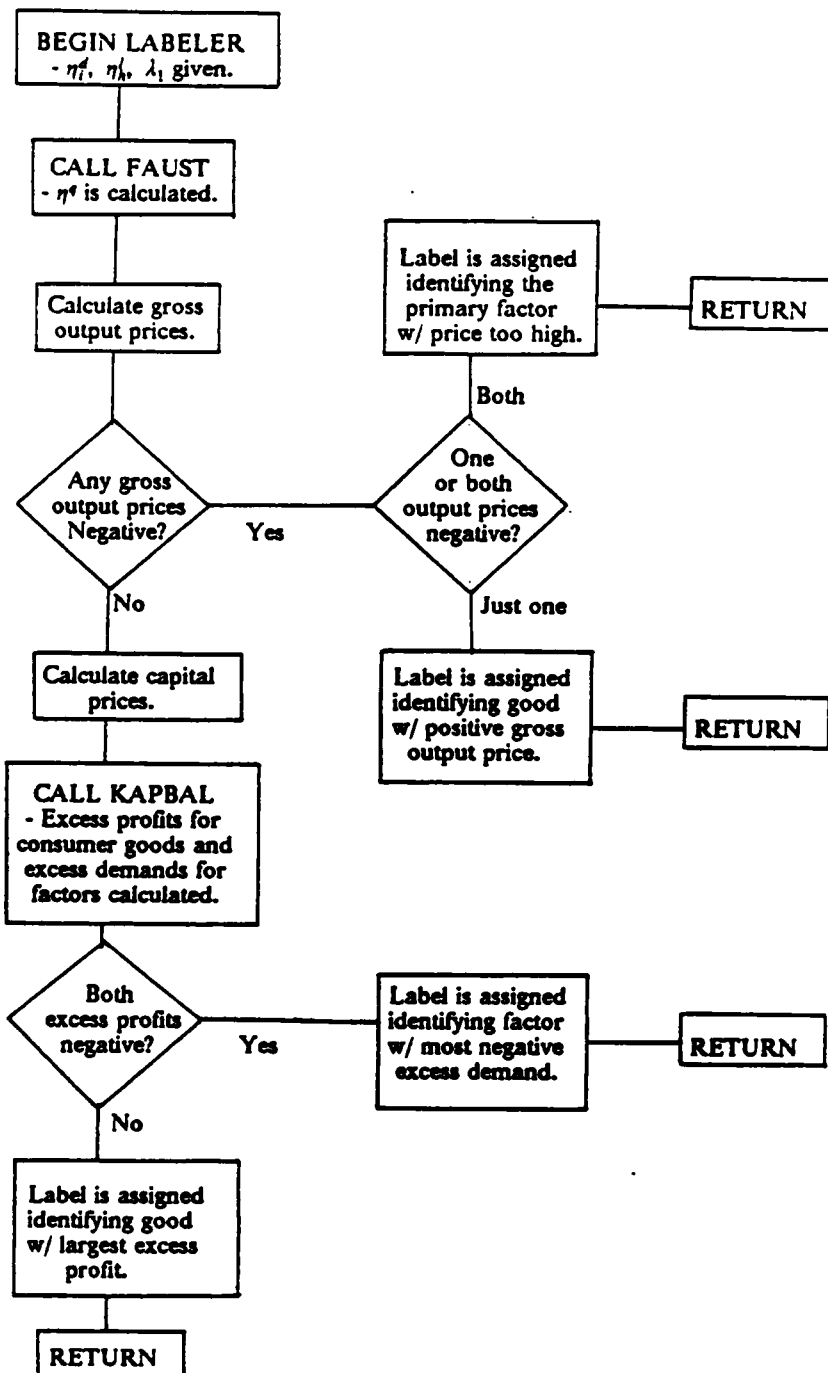 BEGIN LABELER
- ηᵢᵈ, ηₕˡ, λ₁ given.
CALL FAUST
- η^q is calculated.
Calculate gross
output prices.
Label is assigned
identifying the
primary factor
w/ price too high.
RETURN
Both
Any gross
output prices
Negative?
Yes
One
or both
output prices
negative?
No
Just one
Calculate capital
prices.
Label is assigned
identifying good
w/ positive gross
output price.
RETURN
CALL KAPBAL
- Excess profits for
consumer goods and
excess demands for
factors calculated.
Both
excess profits
negative?
Yes
Label is assigned
identifying factor
w/ most negative
excess demand.
RETURN
No
Label is assigned
identifying good
w/ largest excess
profit.
RETURN